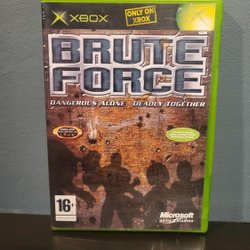 XBOX
ONLY ON
XBOX
BRUTE
FORCE
DANGEROUS ALONE DEADLY TOGETHER
16+
Microsoft